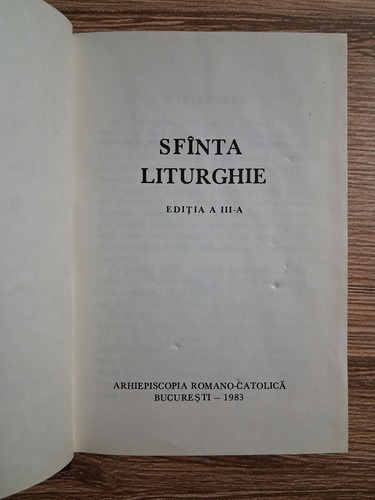 SFÎNTA
LITURGHIE
EDIȚIA A III-A
ARHIEPISCOPIA ROMANO-CATOLICĂ
BUCUREȘTI – 1983